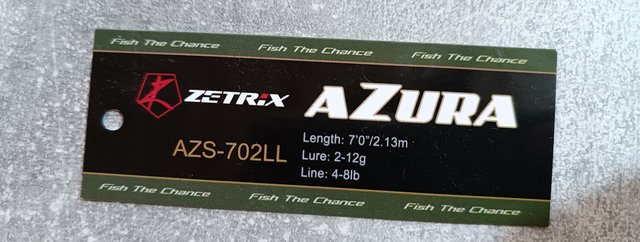 Fish The Chance Fish The Chance Fish The Chance
ZETRIX AZURA
AZS-702LL
Length: 7'0"/2.13m
Lure: 2-12g
Line: 4-8lb
Fish The Chance Fish The Chance Fish The Chance